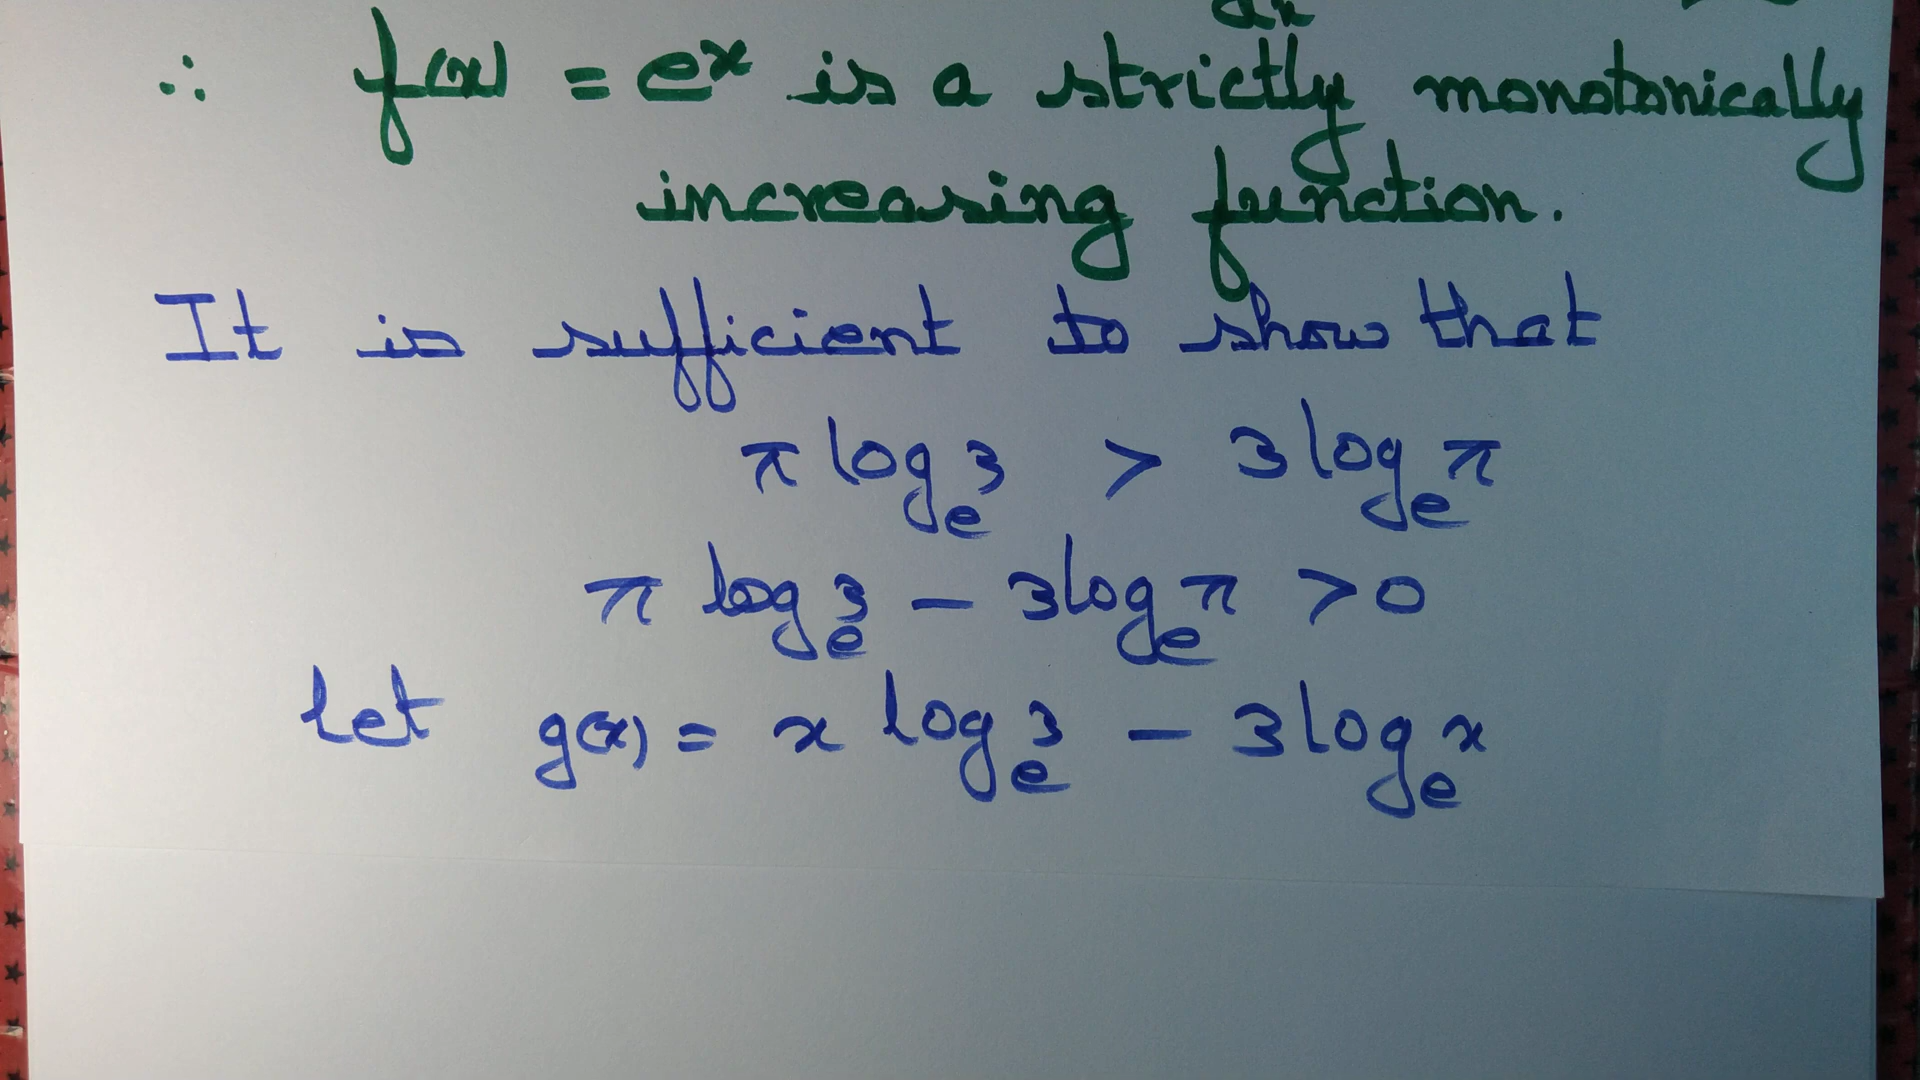 dx
∴ f(x) = e^x is a strictly monotonically
increasing function.
It is sufficient to show that
π log_e 3 > 3 log_e π
π log_e 3 − 3 log_e π > 0
let g(x) = x log_e 3 − 3 log_e x